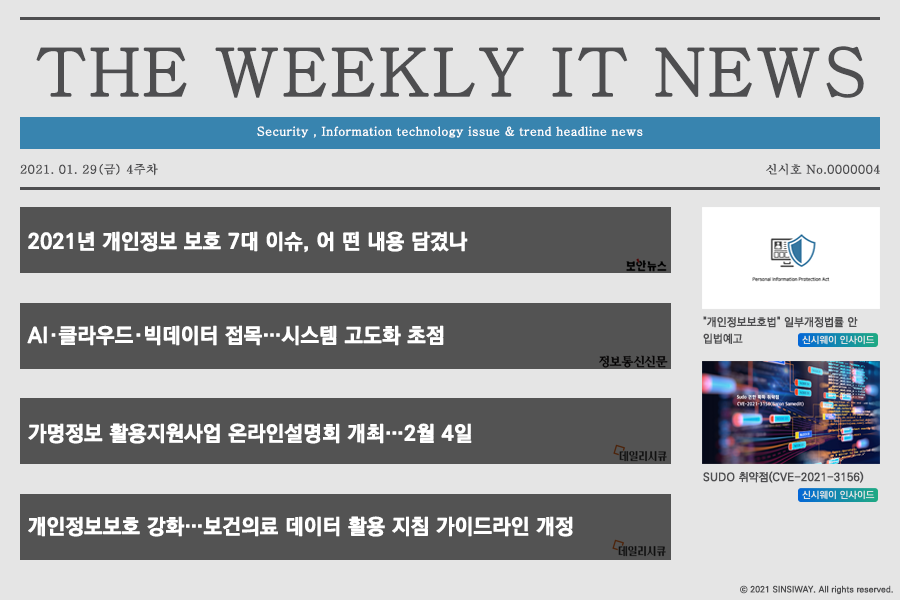 THE WEEKLY IT NEWS
Security , Information technology issue & trend headline news
2021. 01. 29(금) 4주차
신시호 No.0000004
2021년 개인정보 보호 7대 이슈, 어 떤 내용 담겼나
보안뉴스
AI·클라우드·빅데이터 접목…시스템 고도화 초점
정보통신신문
가명정보 활용지원사업 온라인설명회 개최…2월 4일
데일리시큐
개인정보보호 강화…보건의료 데이터 활용 지침 가이드라인 개정
데일리시큐
Personal Information Protection Act
"개인정보보호법" 일부개정법률 안
입법예고
신시웨이 인사이드
CVE-2021-3156(Baron Samedit)
SUDO 취약점(CVE-2021-3156)
신시웨이 인사이드
© 2021 SINSIWAY. All rights reserved.